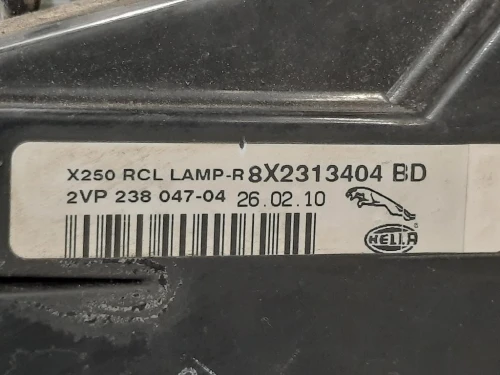 X250 RCL LAMP-R 8X2313404 BD
2VP 238 047-04 26.02.10
HELLA